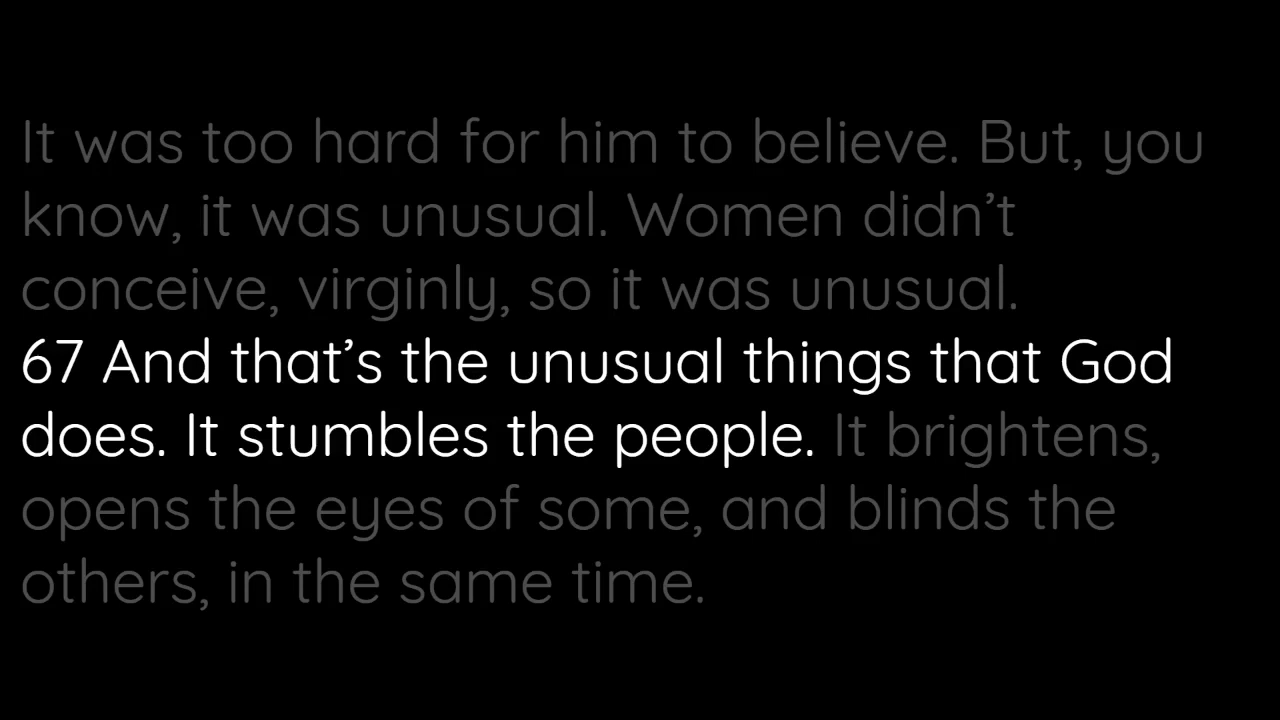 It was too hard for him to believe. But, you
know, it was unusual. Women didn’t
conceive, virginly, so it was unusual.
67 And that’s the unusual things that God
does. It stumbles the people. It brightens,
opens the eyes of some, and blinds the
others, in the same time.